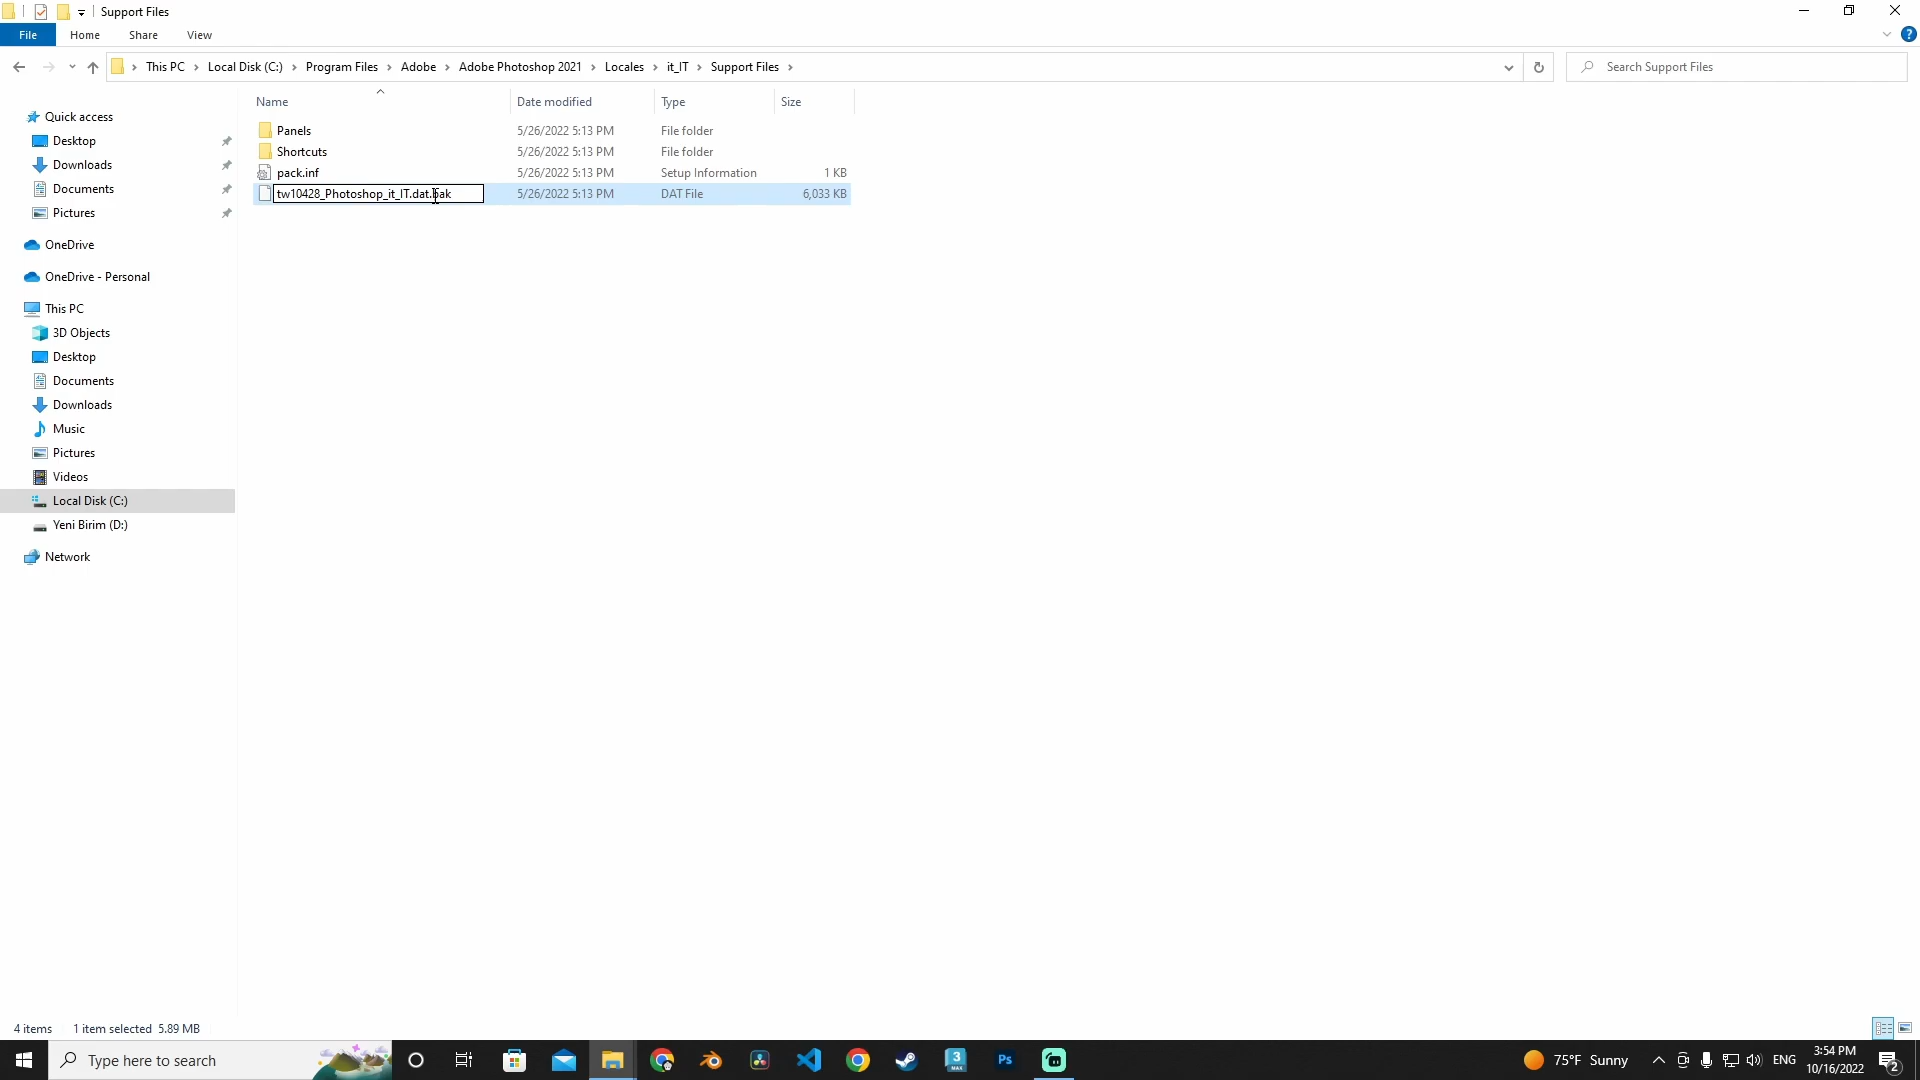 Support Files
File Home Share View
This PC Local Disk (C:) Program Files Adobe Adobe Photoshop 2021 Locales it_IT Support Files
Search Support Files
Name Date modified Type Size
Panels 5/26/2022 5:13 PM File folder
Shortcuts 5/26/2022 5:13 PM File folder
pack.inf 5/26/2022 5:13 PM Setup Information 1 KB
tw10428_Photoshop_it_IT.dat.bak 5/26/2022 5:13 PM DAT File 6,033 KB
Quick access
Desktop
Downloads
Documents
Pictures
OneDrive
OneDrive - Personal
This PC
3D Objects
Desktop
Documents
Downloads
Music
Pictures
Videos
Local Disk (C:)
Yeni Birim (D:)
Network
4 items 1 item selected 5.89 MB
Type here to search
3
MAX
Ps
75°F Sunny
ENG
3:54 PM
10/16/2022
2